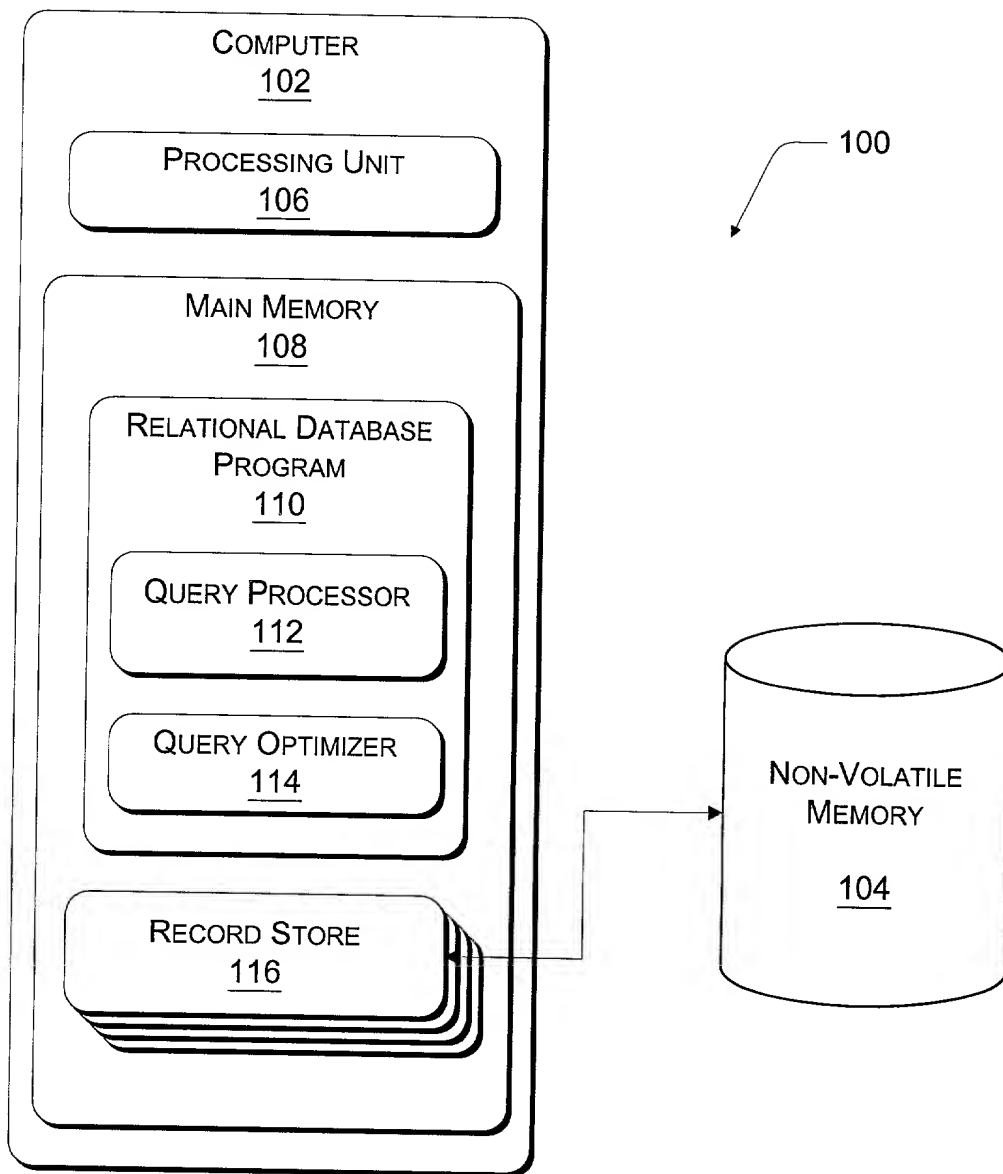 COMPUTER
102
PROCESSING UNIT
106
100
MAIN MEMORY
108
RELATIONAL DATABASE
PROGRAM
110
QUERY PROCESSOR
112
QUERY OPTIMIZER
114
NON-VOLATILE
MEMORY
104
RECORD STORE
116